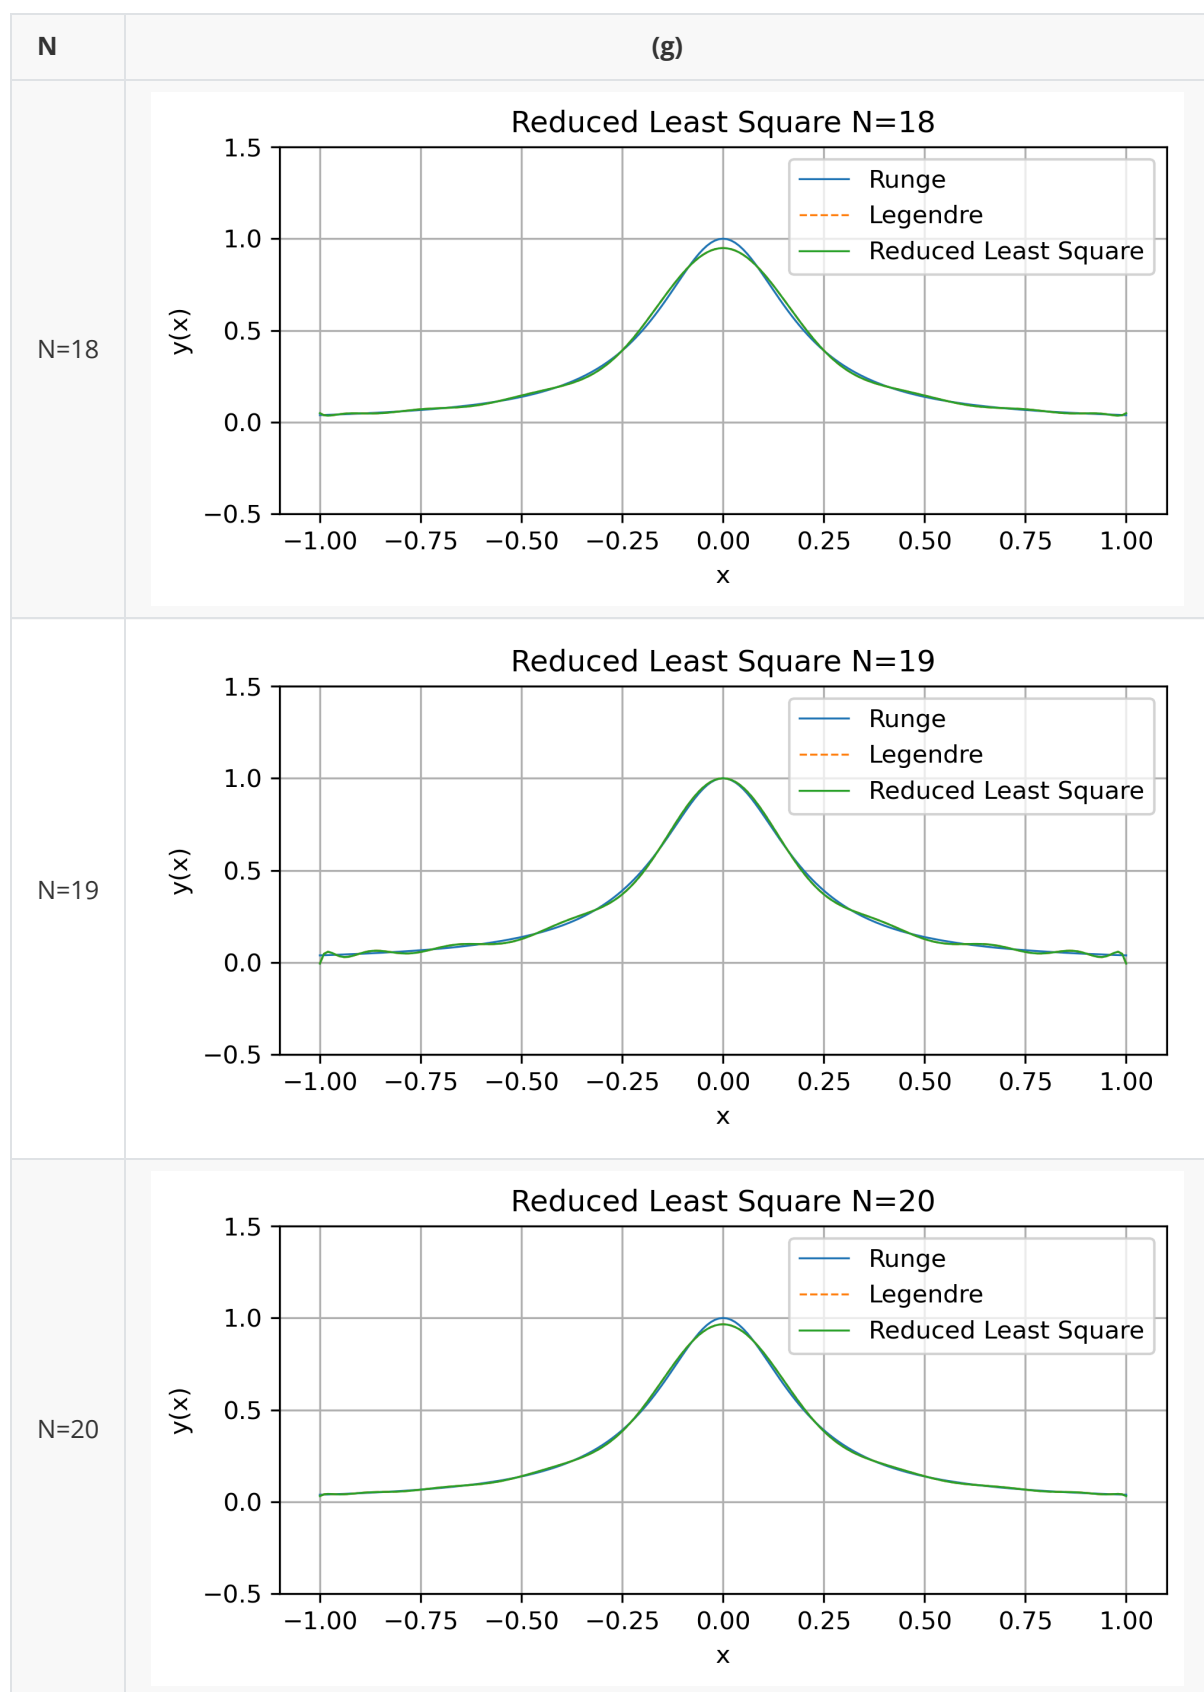 N (g)
N=18
Reduced Least Square N=18
1.5
1.0
0.5
0.0
−0.5
y(x)
Runge
Legendre
Reduced Least Square
−1.00 −0.75 −0.50 −0.25 0.00 0.25 0.50 0.75 1.00
x
N=19
Reduced Least Square N=19
1.5
1.0
0.5
0.0
−0.5
y(x)
Runge
Legendre
Reduced Least Square
−1.00 −0.75 −0.50 −0.25 0.00 0.25 0.50 0.75 1.00
x
N=20
Reduced Least Square N=20
1.5
1.0
0.5
0.0
−0.5
y(x)
Runge
Legendre
Reduced Least Square
−1.00 −0.75 −0.50 −0.25 0.00 0.25 0.50 0.75 1.00
x